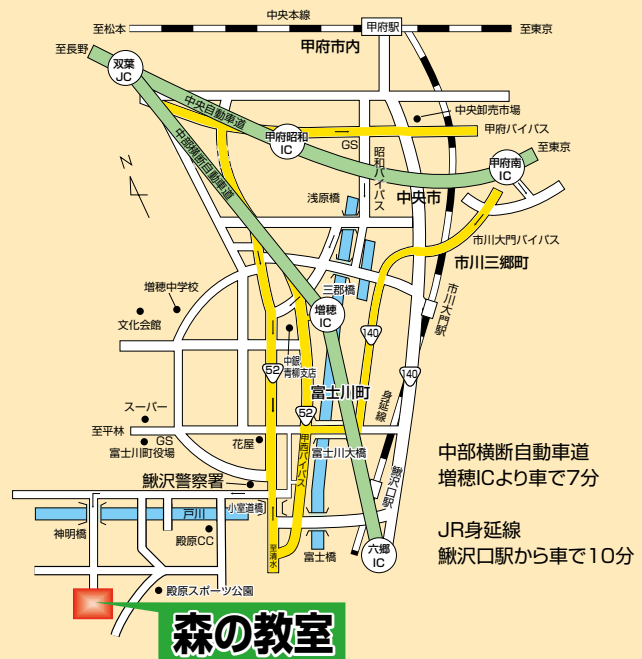 中央本線
至松本
甲府駅
至東京
甲府市内
至長野
双葉
JC
中央自動車道
中央卸売市場
甲府昭和
IC
GS
甲府バイパス
中部横断自動車道
昭和バイパス
至東京
甲府南
IC
中央市
浅原橋
市川大門バイパス
市川三郷町
増穂中学校
文化会館
三郡橋
増穂
IC
市川大門駅
140
中銀
青柳支店
52
富士川町
140
身延線
スーパー
52
至平林
GS
富士川町役場
花屋
甲西バイパス
富士川大橋
鰍沢警察署
鰍沢口駅
戸川
小室道橋
神明橋
殿原CC
至清水
富士橋
六郷
IC
殿原スポーツ公園
森の教室
中部横断自動車道
増穂ICより車で7分
JR身延線
鰍沢口駅から車で10分
N